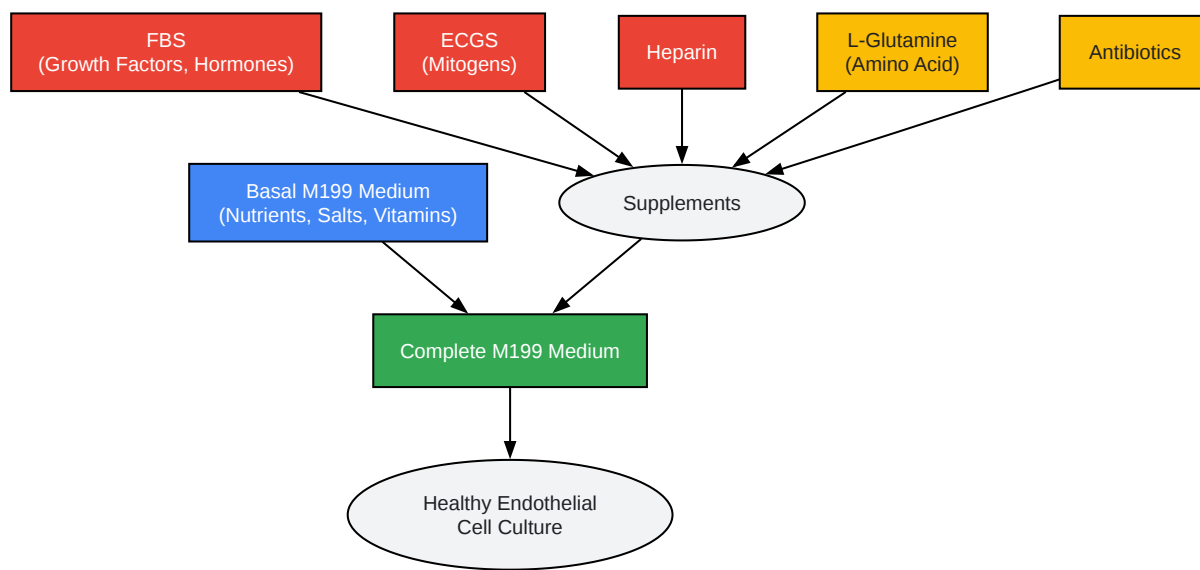 FBS
(Growth Factors, Hormones)
ECGS
(Mitogens)
Heparin
L-Glutamine
(Amino Acid)
Antibiotics
Basal M199 Medium
(Nutrients, Salts, Vitamins)
Supplements
Complete M199 Medium
Healthy Endothelial
Cell Culture